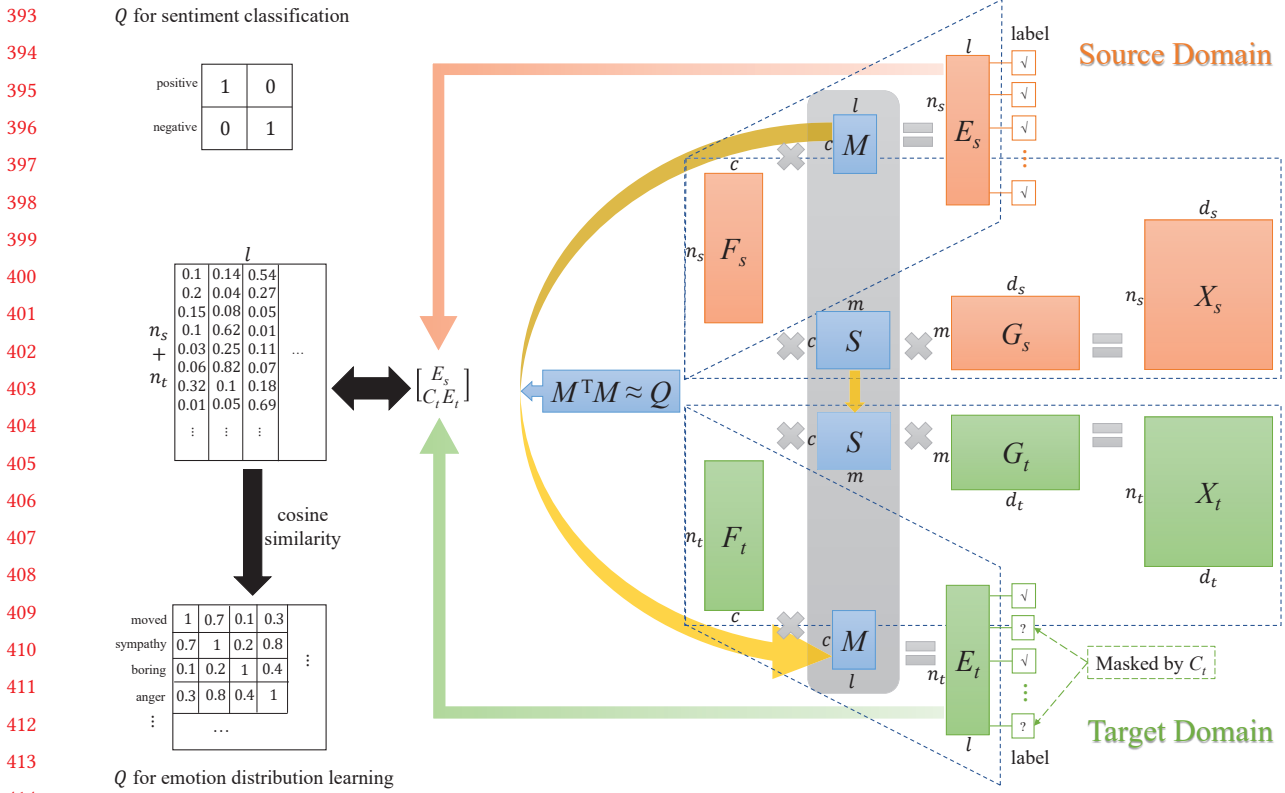 393
394
395
396
397
398
399
400
401
402
403
404
405
406
407
408
409
410
411
412
413
Q for sentiment classification
positive 1 0
negative 0 1
l
n_s
+
n_t
0.1 0.14 0.54
0.2 0.04 0.27
0.15 0.08 0.05
0.1 0.62 0.01
0.03 0.25 0.11
0.06 0.82 0.07
0.32 0.1 0.18
0.01 0.05 0.69
...
⋮ ⋮ ⋮
cosine
similarity
moved 1 0.7 0.1 0.3
sympathy 0.7 1 0.2 0.8
boring 0.1 0.2 1 0.4
anger 0.3 0.8 0.4 1
⋮
⋮
...
Q for emotion distribution learning
[E_s
C_t E_t]
M^T M ≈ Q
Source Domain
label
l
n_s
E_s
√
√
√
⋮
√
l
c
M
=
×
c
n_s
F_s
×
m
c
S
×
d_s
m
G_s
=
d_s
n_s
X_s
×
c
S
m
×
m
G_t
d_t
=
n_t
X_t
d_t
n_t
F_t
c
×
c
M
l
=
n_t
E_t
l
√
?
√
⋮
?
label
Masked by C_t
Target Domain